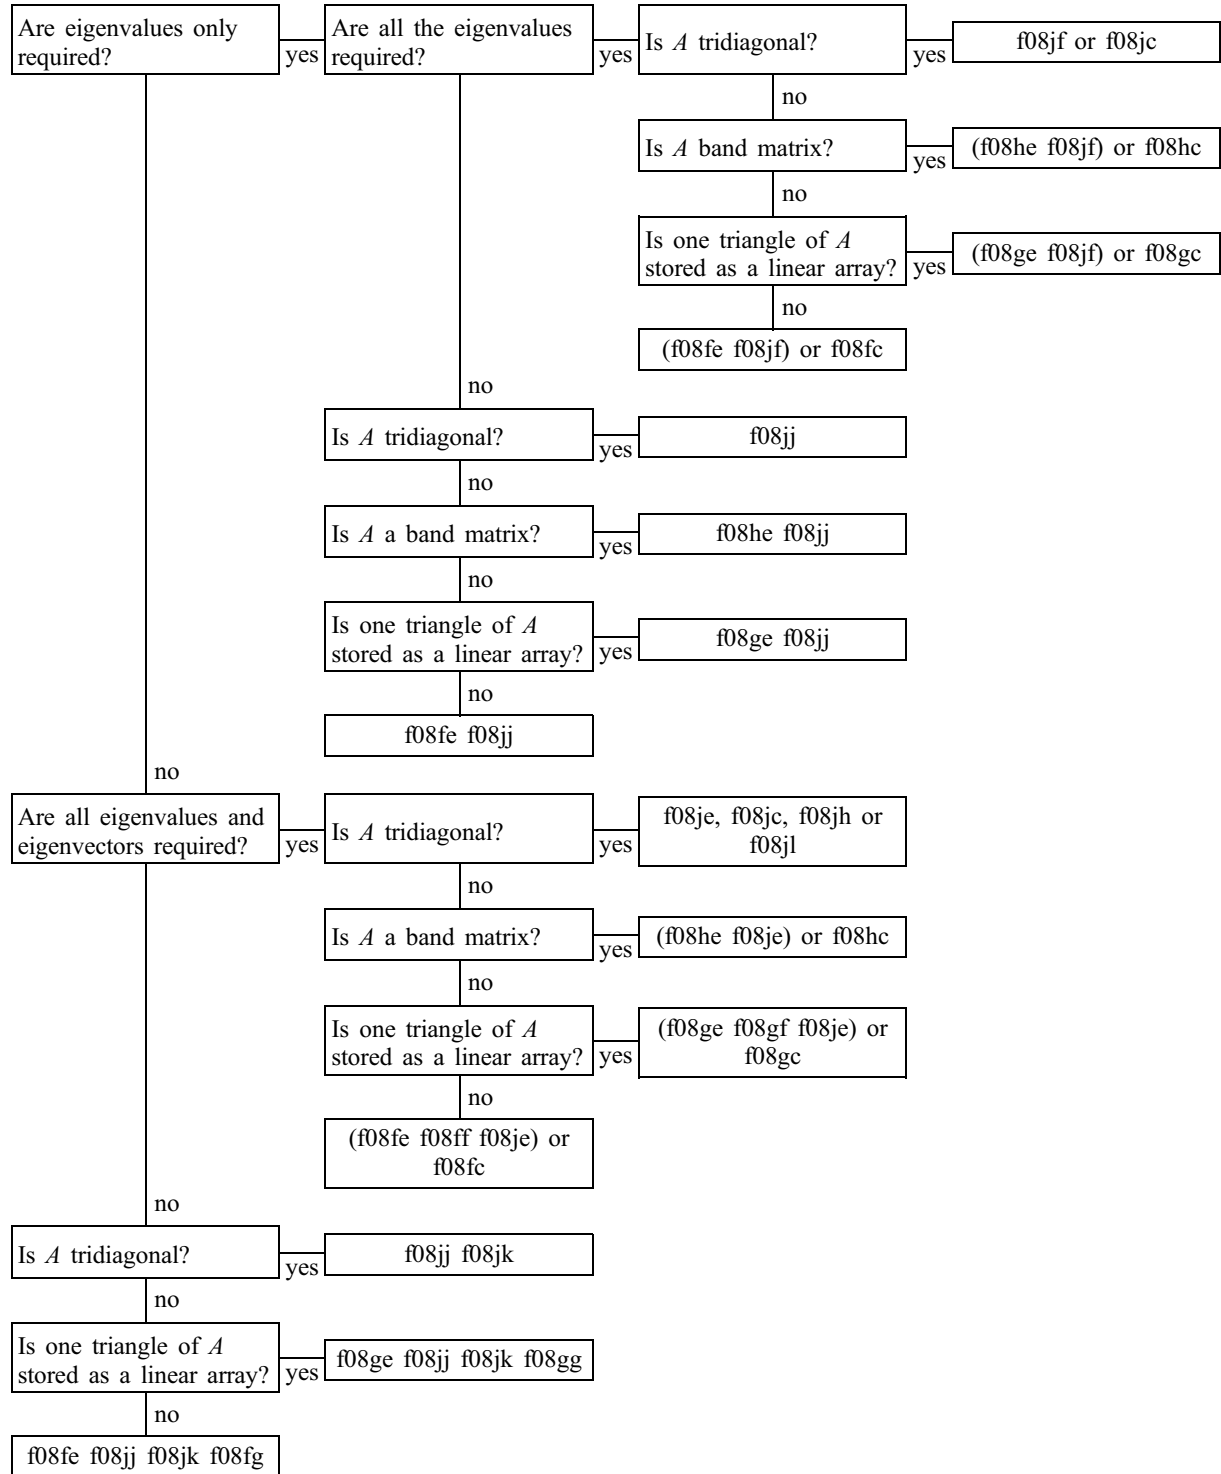 Are eigenvalues only
required?
yes
Are all the eigenvalues
required?
yes
Is A tridiagonal?
yes
f08jf or f08jc
no
Is A band matrix?
yes
(f08he f08jf) or f08hc
no
Is one triangle of A
stored as a linear array?
yes
(f08ge f08jf) or f08gc
no
(f08fe f08jf) or f08fc
no
Is A tridiagonal?
yes
f08jj
no
Is A a band matrix?
yes
f08he f08jj
no
Is one triangle of A
stored as a linear array?
yes
f08ge f08jj
no
f08fe f08jj
no
Are all eigenvalues and
eigenvectors required?
yes
Is A tridiagonal?
yes
f08je, f08jc, f08jh or
f08jl
no
Is A a band matrix?
yes
(f08he f08je) or f08hc
no
Is one triangle of A
stored as a linear array?
yes
(f08ge f08gf f08je) or
f08gc
no
(f08fe f08ff f08je) or
f08fc
no
Is A tridiagonal?
yes
f08jj f08jk
no
Is one triangle of A
stored as a linear array?
yes
f08ge f08jj f08jk f08gg
no
f08fe f08jj f08jk f08fg